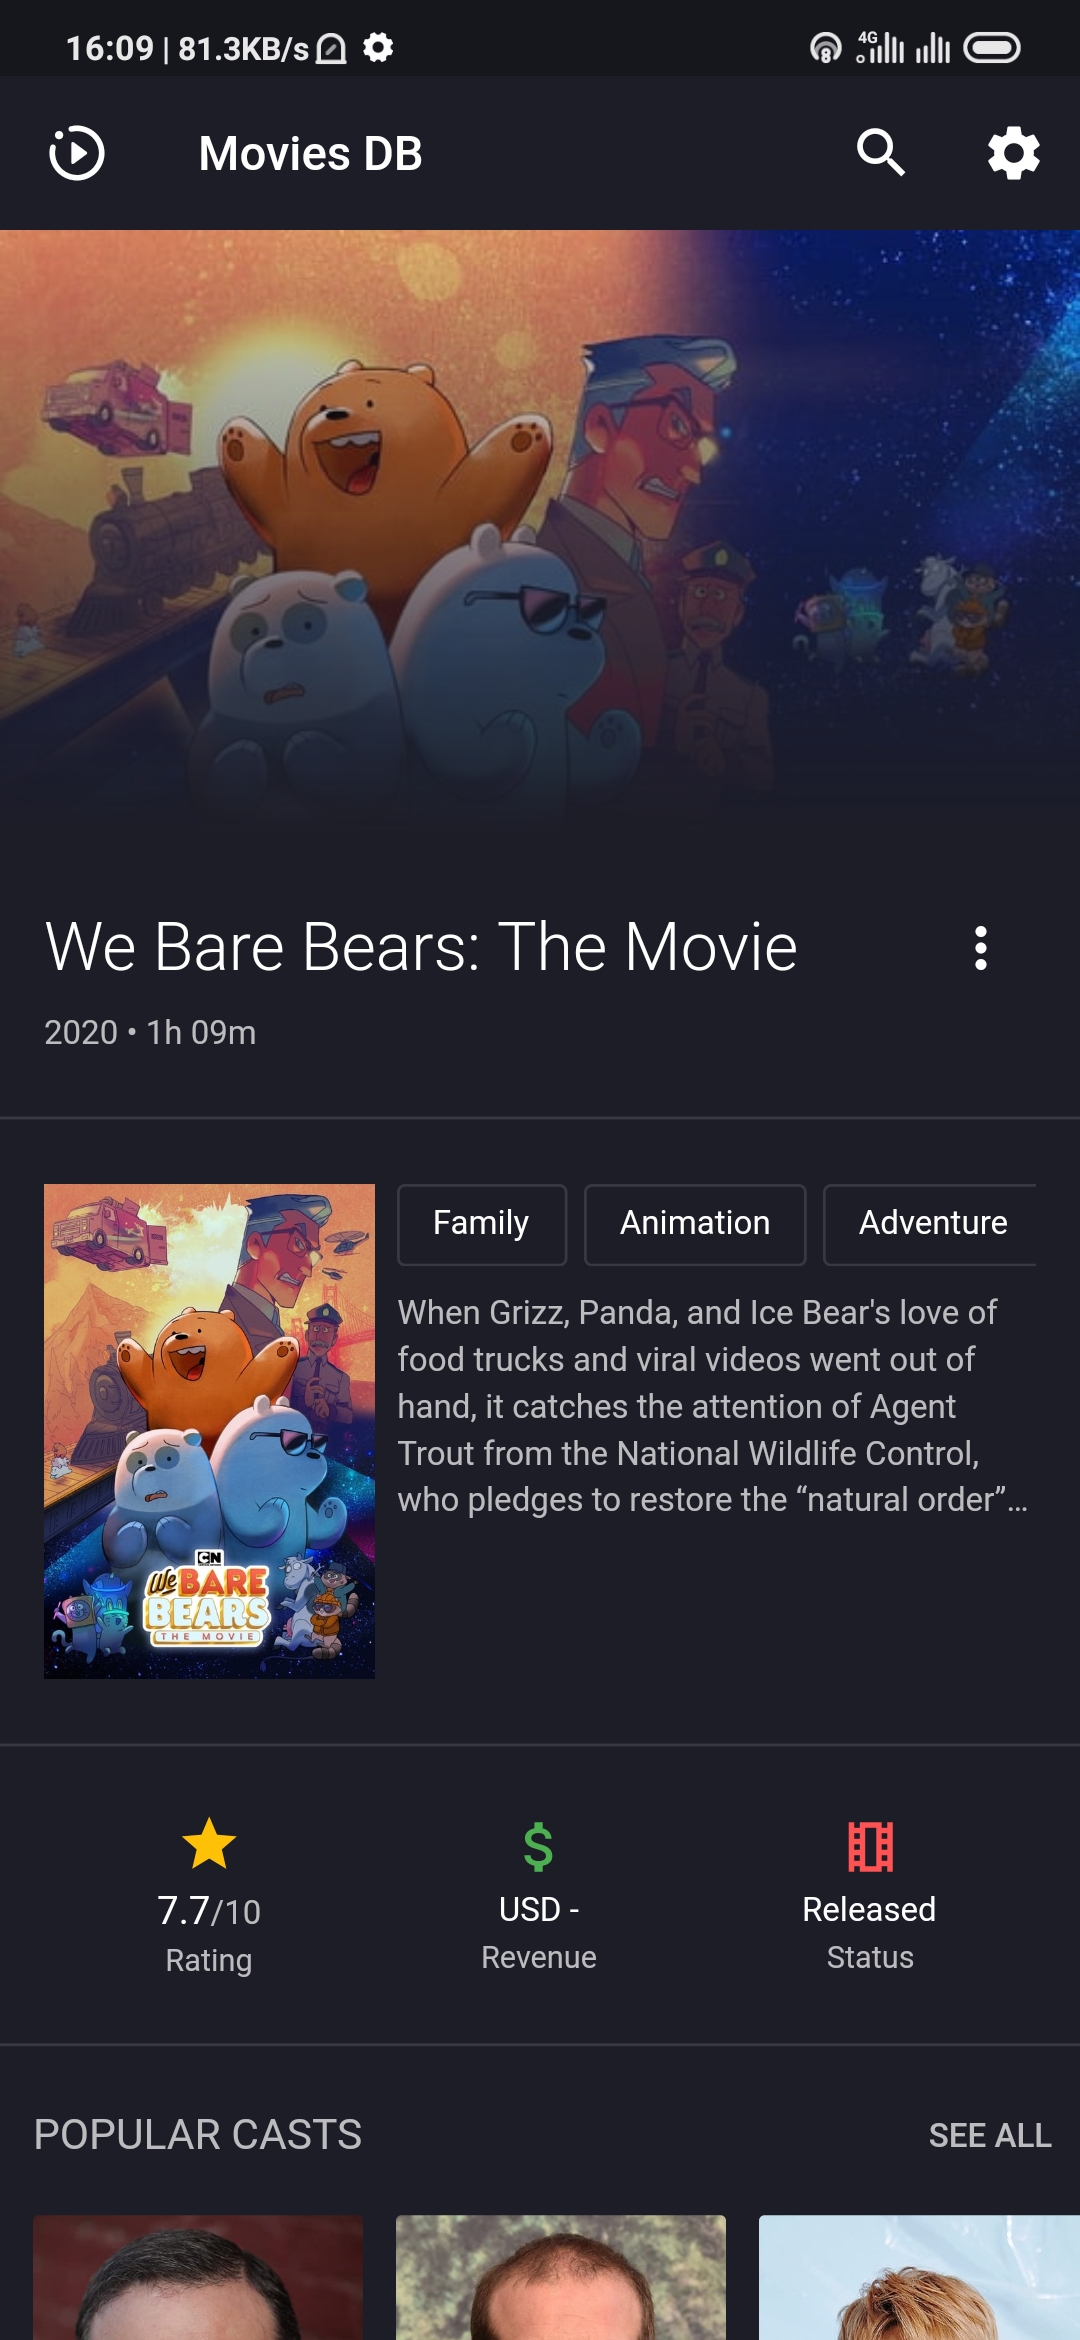 16:09 | 81.3KB/s
4G
8
Movies DB
We Bare Bears: The Movie
2020 • 1h 09m
Family
Animation
Adventure
When Grizz, Panda, and Ice Bear's love of
food trucks and viral videos went out of
hand, it catches the attention of Agent
Trout from the National Wildlife Control,
who pledges to restore the “natural order”...
CN
We BARE
BEARS
THE MOVIE
7.7/10
Rating
USD -
Revenue
Released
Status
POPULAR CASTS
SEE ALL